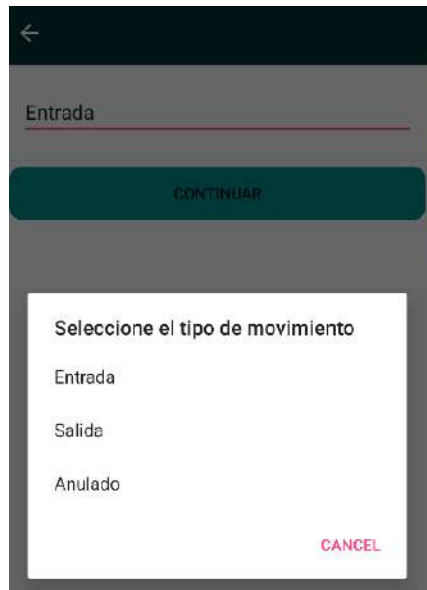 Entrada
CONTINUAR
Seleccione el tipo de movimiento
Entrada
Salida
Anulado
CANCEL